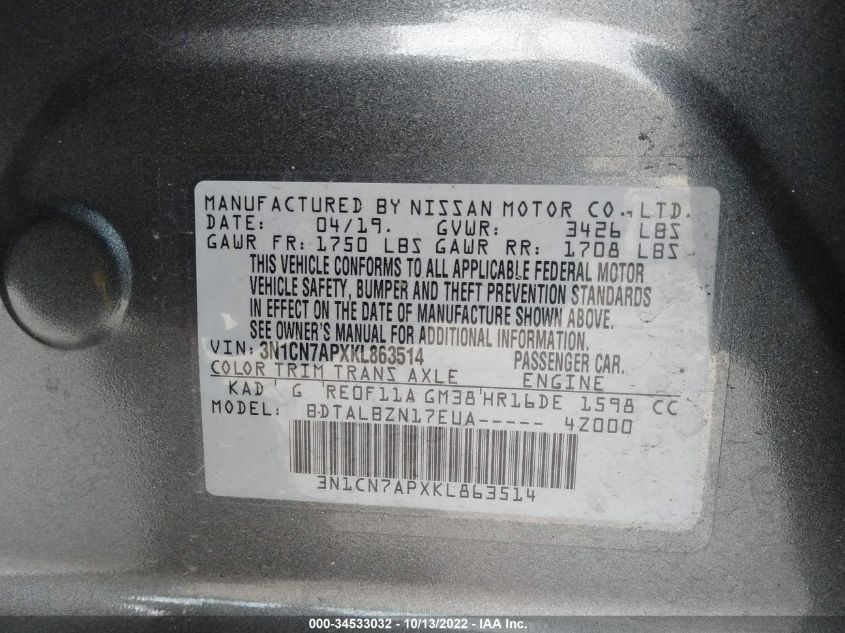 MANUFACTURED BY NISSAN MOTOR CO., LTD.
DATE: 04/19. GVWR: 3426 LBS
GAWR FR: 1750 LBS GAWR RR: 1708 LBS
THIS VEHICLE CONFORMS TO ALL APPLICABLE FEDERAL MOTOR
VEHICLE SAFETY, BUMPER AND THEFT PREVENTION STANDARDS
IN EFFECT ON THE DATE OF MANUFACTURE SHOWN ABOVE.
SEE OWNER'S MANUAL FOR ADDITIONAL INFORMATION.
VIN: 3N1CN7APXKL863514 PASSENGER CAR.
COLOR TRIM TRANS AXLE ENGINE
KAD ' G 'RE0F11A GM38'HR16DE 1598 CC
MODEL: BDTALBZN17EUA----- 4Z000
3N1CN7APXKL863514
000-34533032 - 10/13/2022 - IAA Inc.